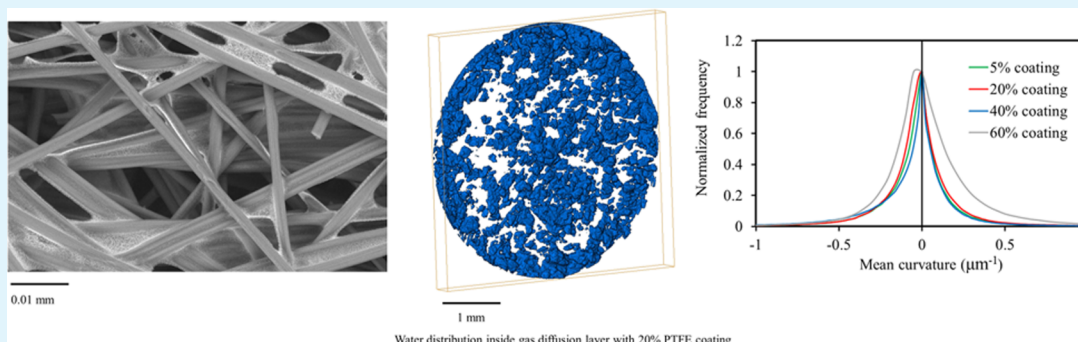 0.01 mm
1 mm
Water distribution inside gas diffusion layer with 20% PTFE coating
Normalized frequency
1.2
1
0.8
0.6
0.4
0.2
0
-1
-0.5
0
0.5
Mean curvature (μm⁻¹)
5% coating
20% coating
40% coating
60% coating